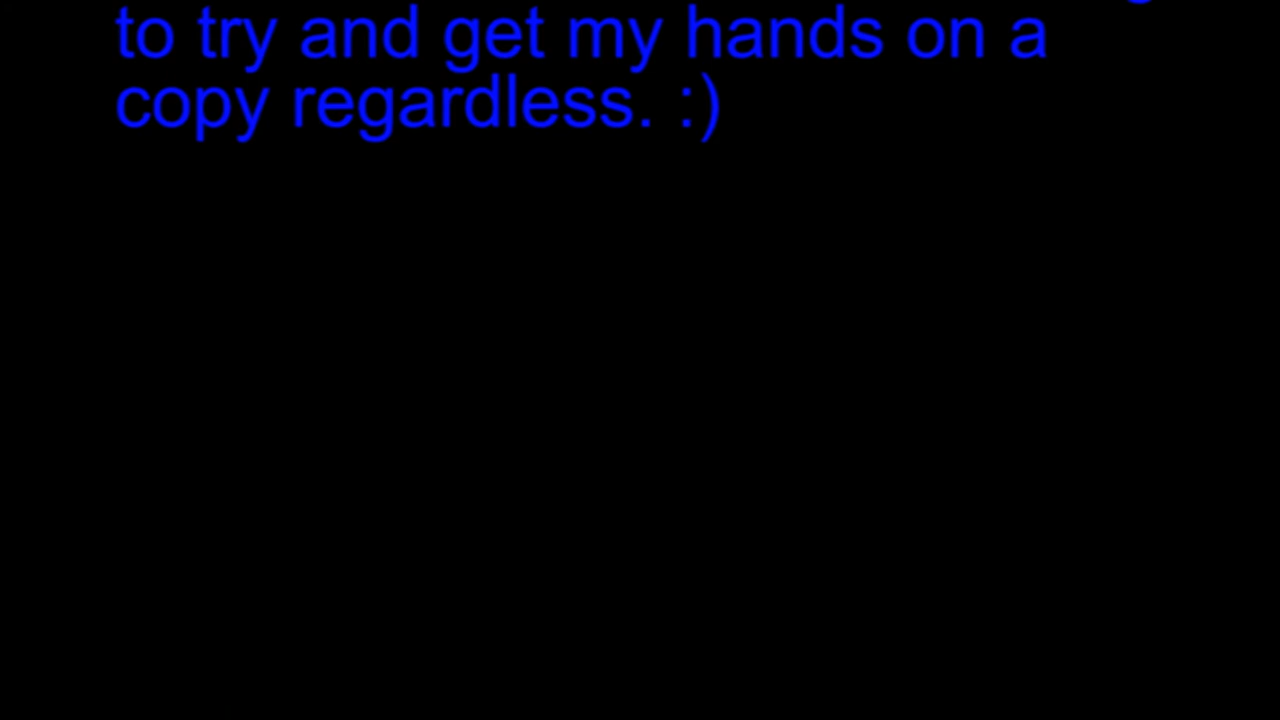 to try and get my hands on a
copy regardless. :)